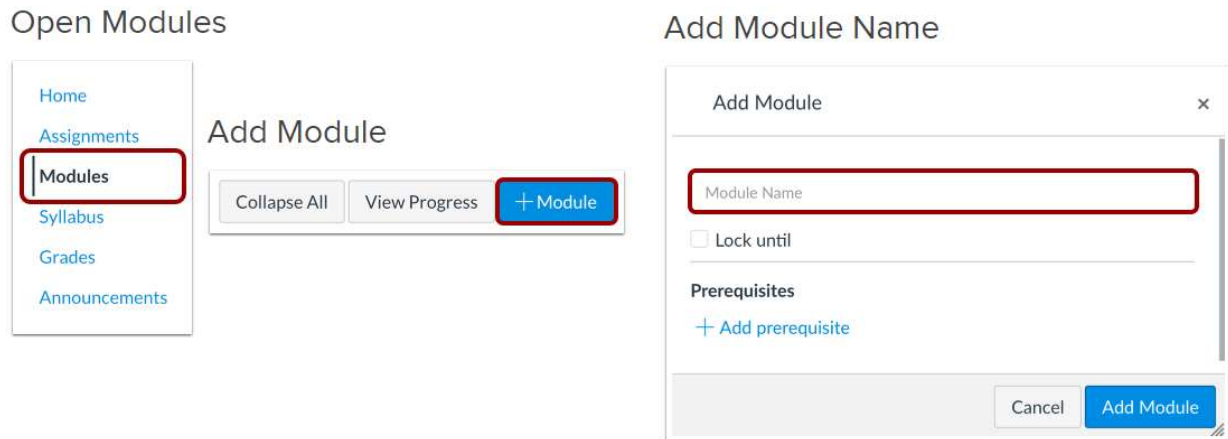 Open Modules
Home
Assignments
Modules
Syllabus
Grades
Announcements
Add Module
Collapse All
View Progress
+ Module
Add Module Name
Add Module ×
Module Name
Lock until
Prerequisites
+ Add prerequisite
Cancel
Add Module